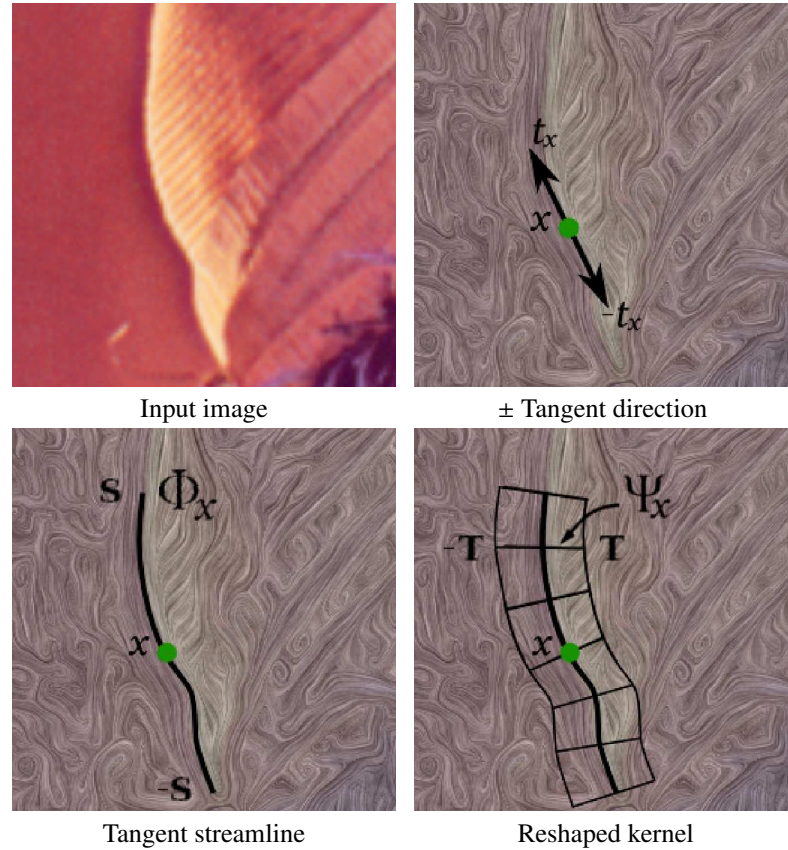 t_x
x
-t_x
Input image
± Tangent direction
S Φ_x
x
-S
Ψ_x
-T T
x
Tangent streamline
Reshaped kernel